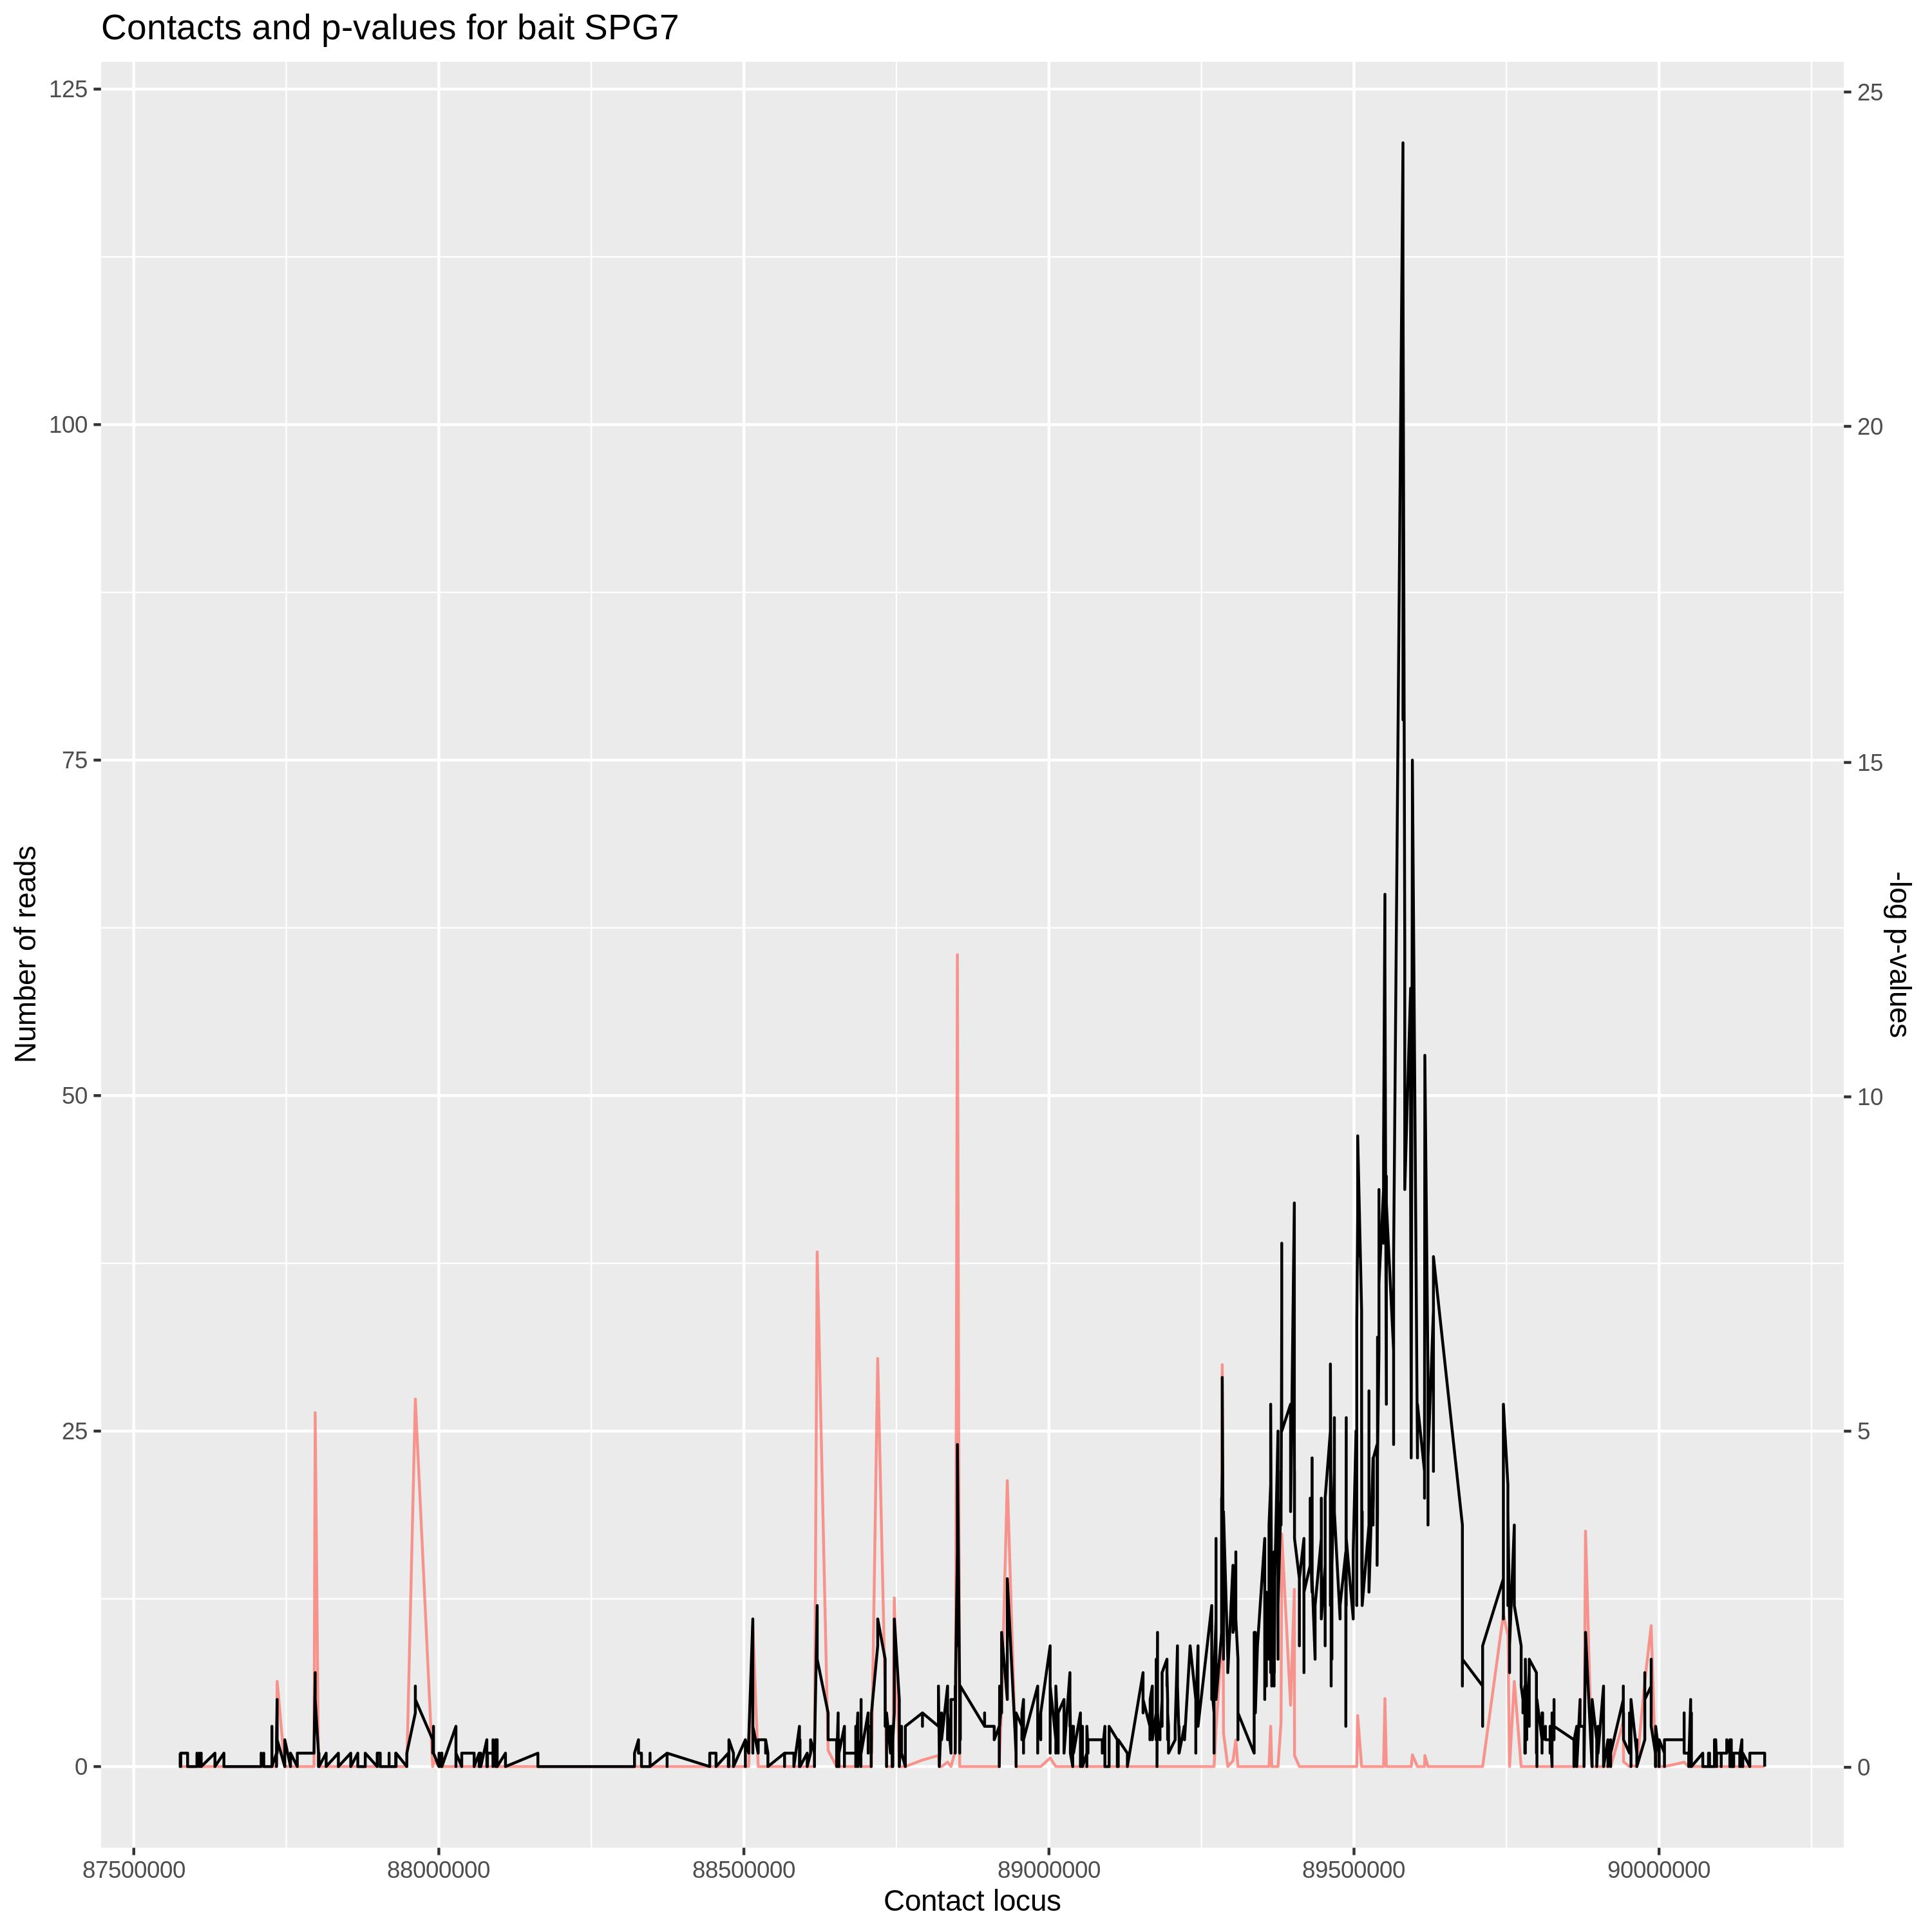 Contacts and p-values for bait SPG7
125
100
75
50
25
0
Number of reads
25
20
15
10
5
0
-log p-values
87500000 88000000 88500000 89000000 89500000 90000000
Contact locus